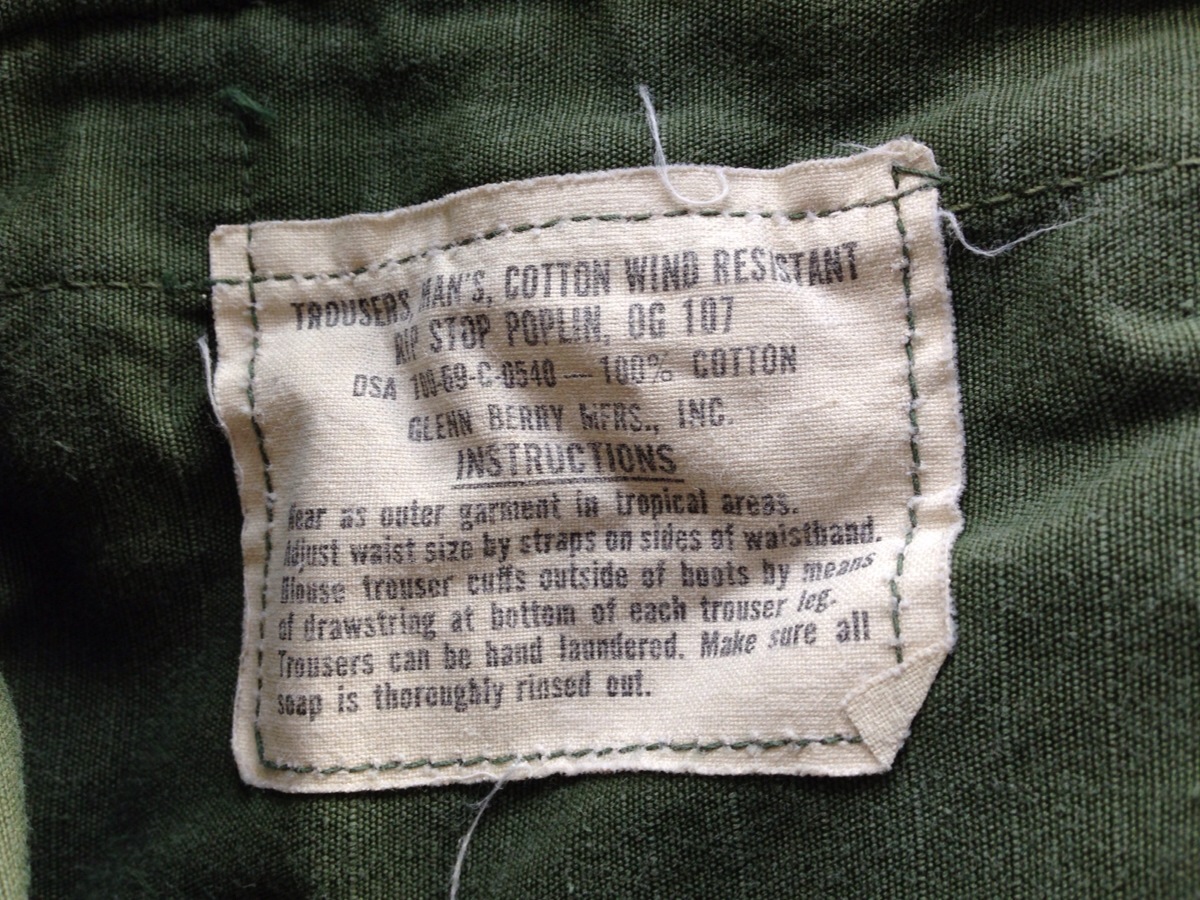 TROUSERS, MAN'S, COTTON WIND RESISTANT
RIP STOP POPLIN, OG 107
DSA 100-69-C-0540 — 100% COTTON
GLENN BERRY MFRS., INC.
INSTRUCTIONS
Wear as outer garment in tropical areas.
Adjust waist size by straps on sides of waistband.
Blouse trouser cuffs outside of boots by means
of drawstring at bottom of each trouser leg.
Trousers can be hand laundered. Make sure all
soap is thoroughly rinsed out.